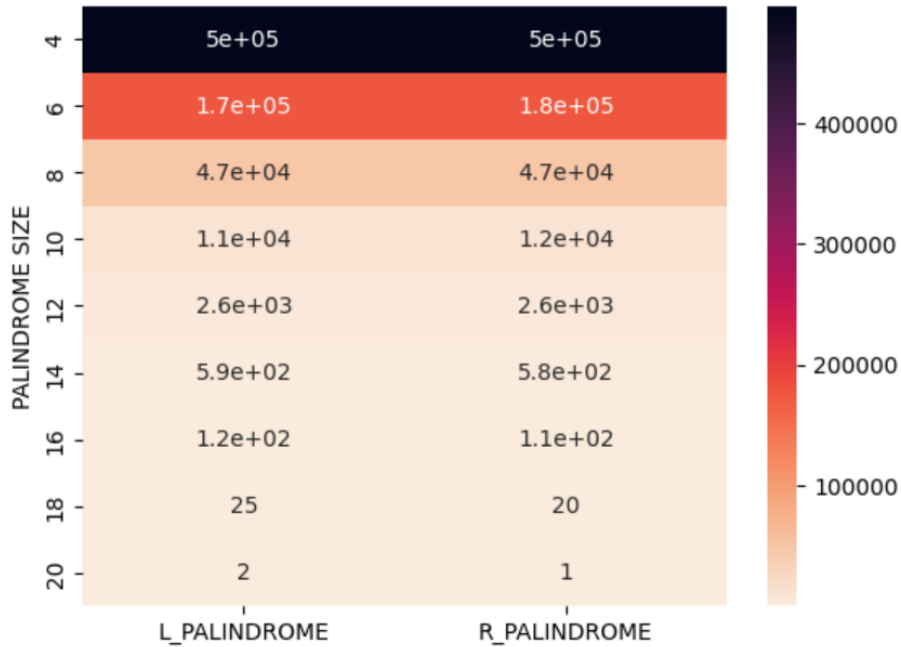 PALINDROME SIZE
4 5e+05 5e+05
6 1.7e+05 1.8e+05
8 4.7e+04 4.7e+04
10 1.1e+04 1.2e+04
12 2.6e+03 2.6e+03
14 5.9e+02 5.8e+02
16 1.2e+02 1.1e+02
18 25 20
20 2 1
L_PALINDROME R_PALINDROME
400000
300000
200000
100000